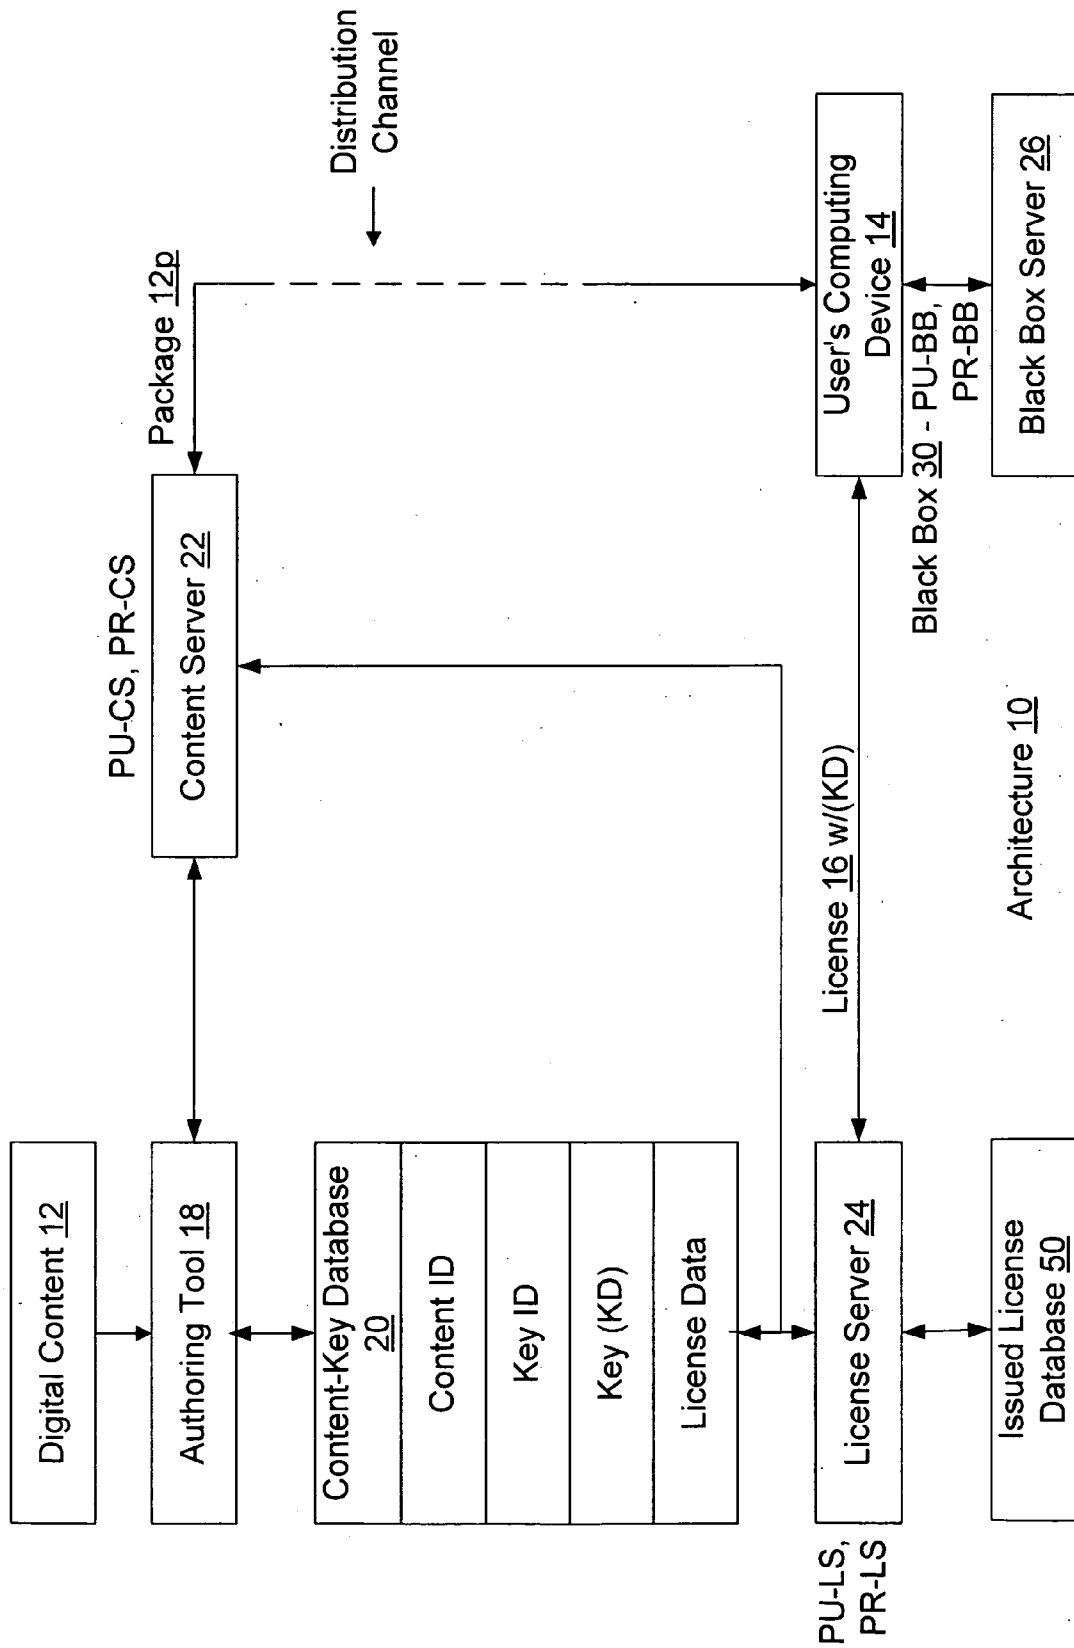 Digital Content 12
Authoring Tool 18
Content-Key Database
20
Content ID
Key ID
Key (KD)
License Data
PU-LS,
PR-LS
License Server 24
Issued License
Database 50
PU-CS, PR-CS
Content Server 22
Package 12p
Distribution
Channel
License 16 w/(KD)
User's Computing
Device 14
Black Box 30 - PU-BB,
PR-BB
Black Box Server 26
Architecture 10